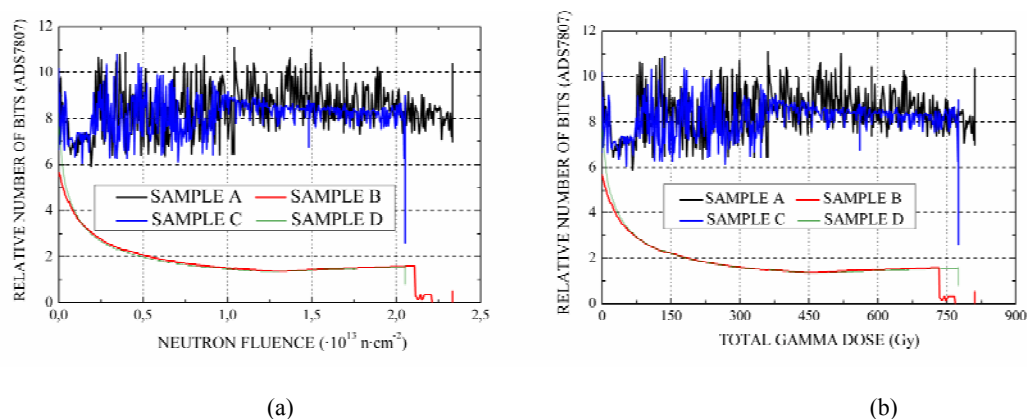 RELATIVE NUMBER OF BITS (ADS7807)
12
10
8
6
4
2
0
SAMPLE A SAMPLE B
SAMPLE C SAMPLE D
0,0 0,5 1,0 1,5 2,0 2,5
NEUTRON FLUENCE (·10¹³ n·cm⁻²)
(a)
RELATIVE NUMBER OF BITS (ADS7807)
12
10
8
6
4
2
0
SAMPLE A SAMPLE B
SAMPLE C SAMPLE D
0 150 300 450 600 750 900
TOTAL GAMMA DOSE (Gy)
(b)